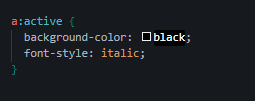 a:active {
background-color: black;
font-style: italic;
}